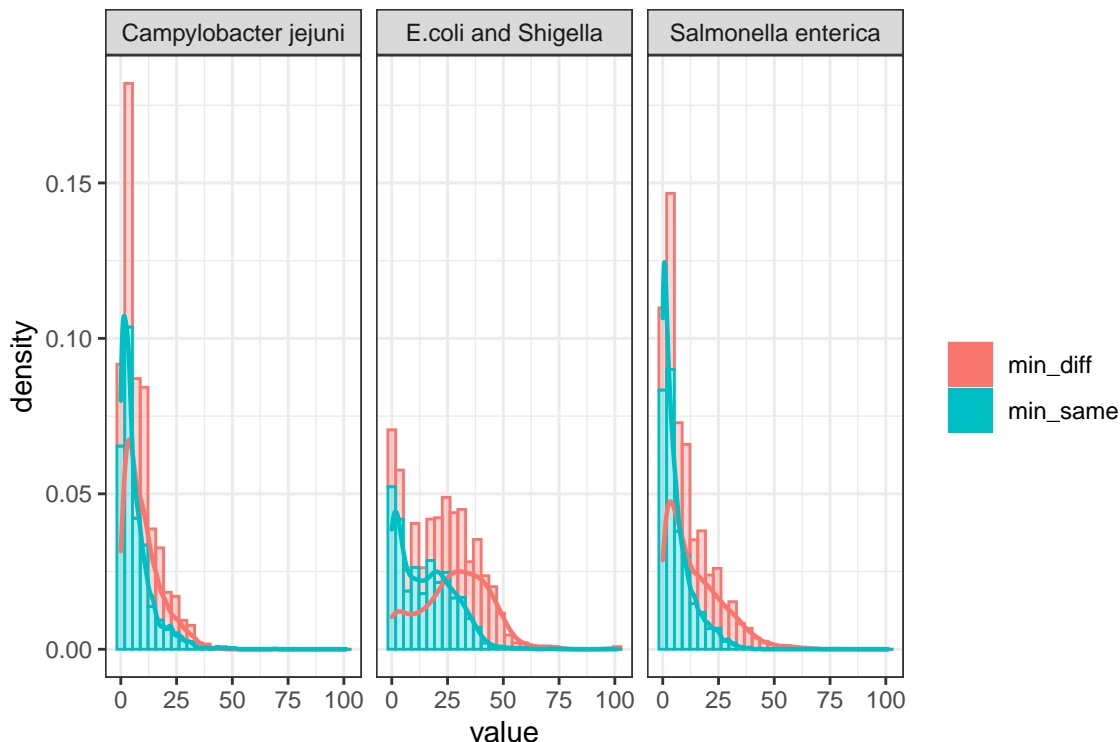 Campylobacter jejuni
E.coli and Shigella
Salmonella enterica
0.15
0.10
0.05
0.00
density
0 25 50 75 100
0 25 50 75 100
0 25 50 75 100
value
min_diff
min_same